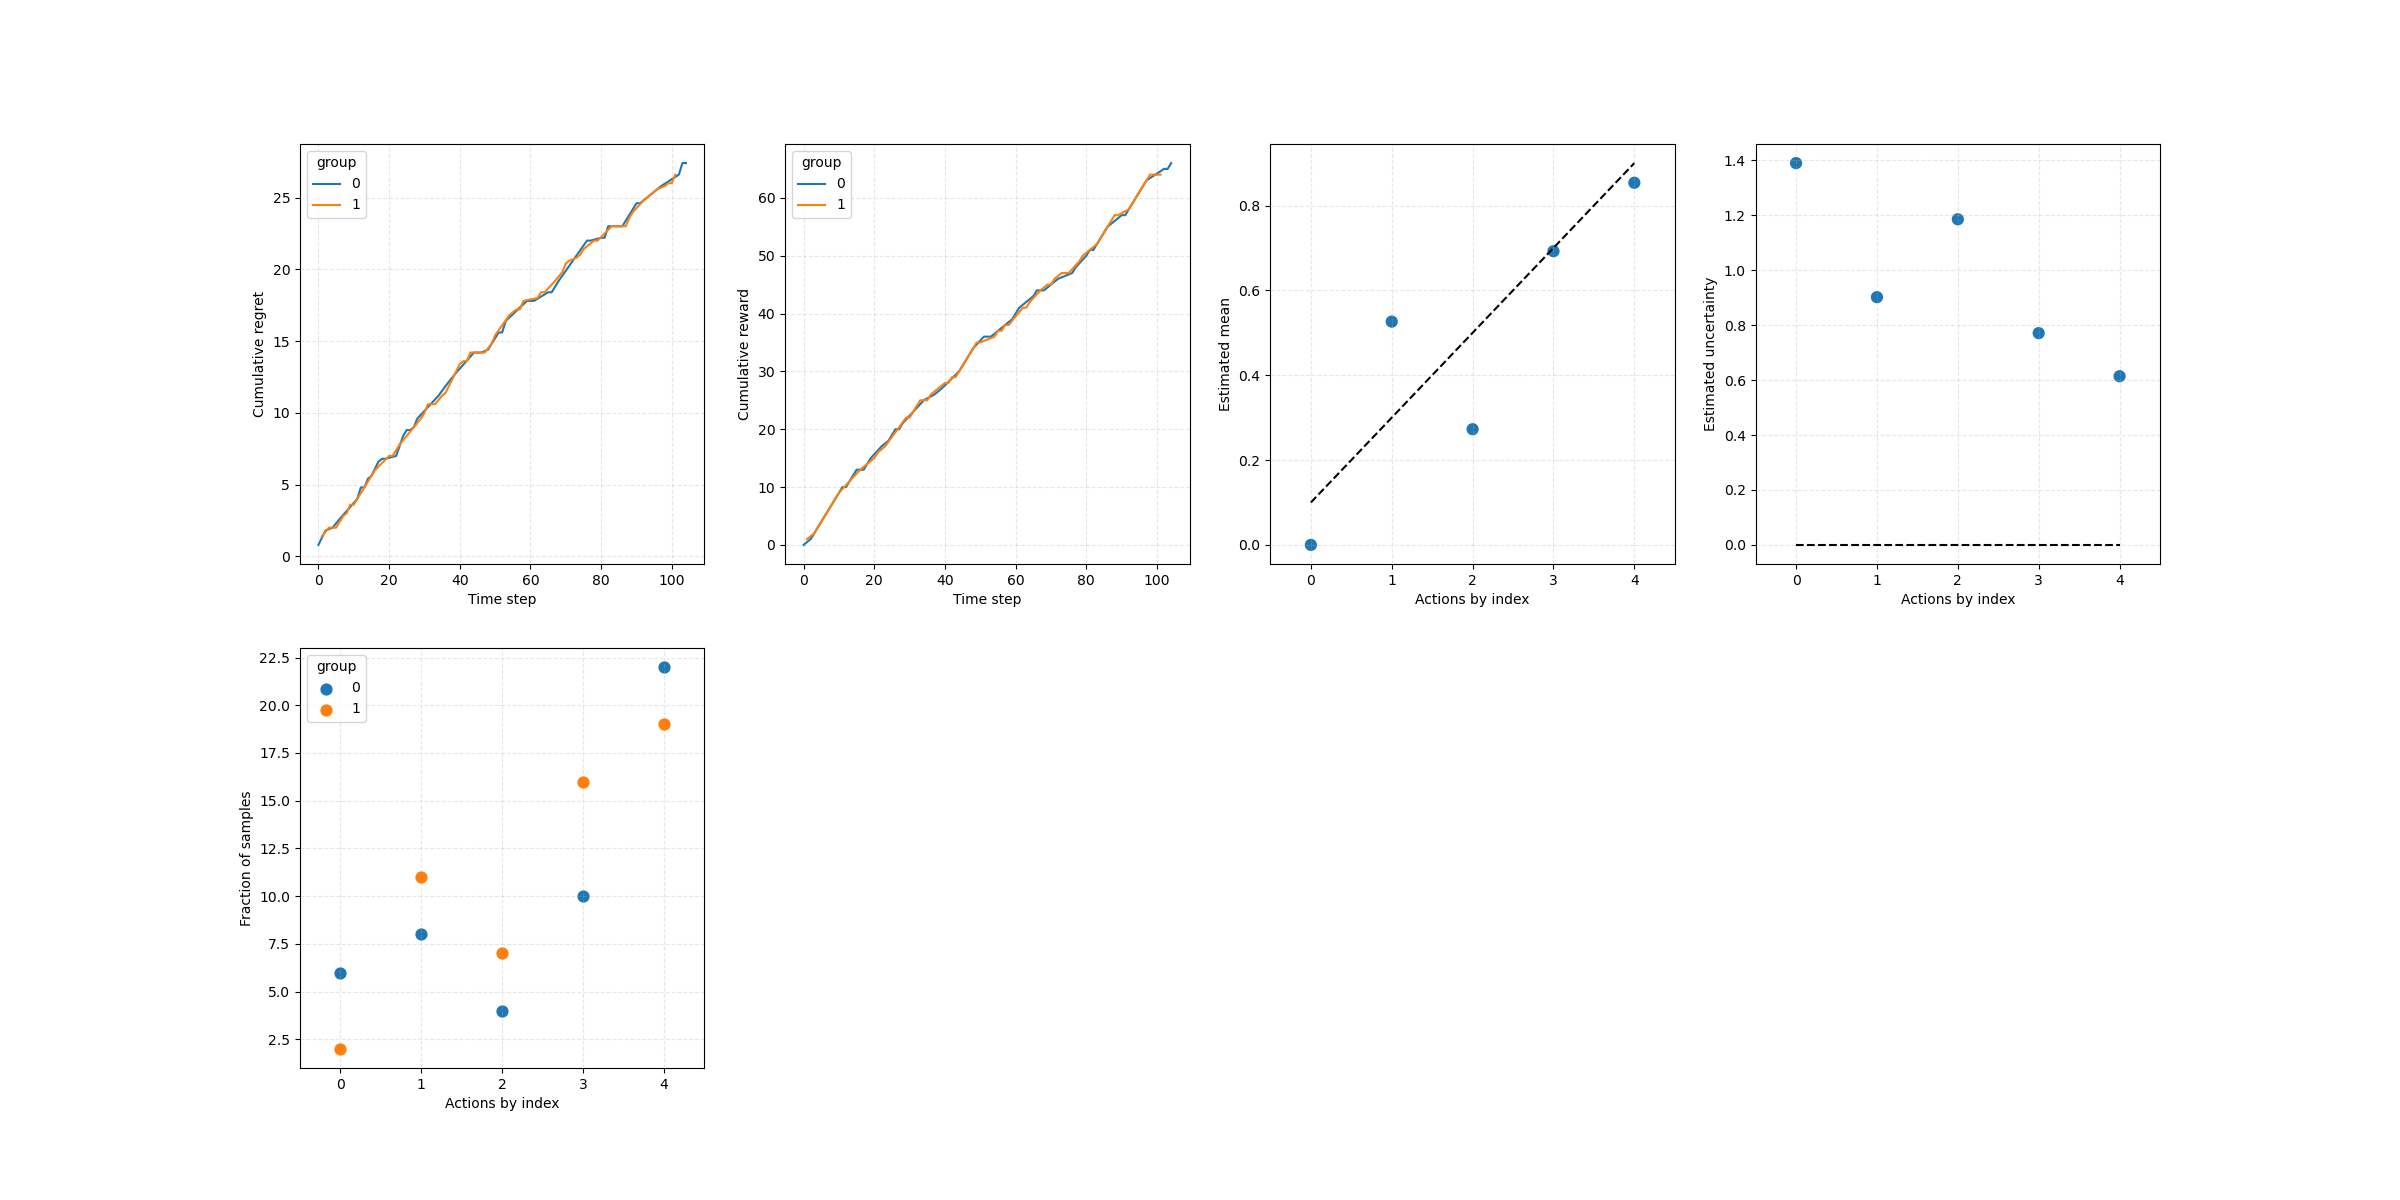 group
0
1
25
20
15
10
5
0
Cumulative regret
0 20 40 60 80 100
Time step
group
0
1
60
50
40
30
20
10
0
Cumulative reward
0 20 40 60 80 100
Time step
0.8
0.6
0.4
0.2
0.0
Estimated mean
0 1 2 3 4
Actions by index
1.4
1.2
1.0
0.8
0.6
0.4
0.2
0.0
Estimated uncertainty
0 1 2 3 4
Actions by index
group
0
1
22.5
20.0
17.5
15.0
12.5
10.0
7.5
5.0
2.5
Fraction of samples
0 1 2 3 4
Actions by index